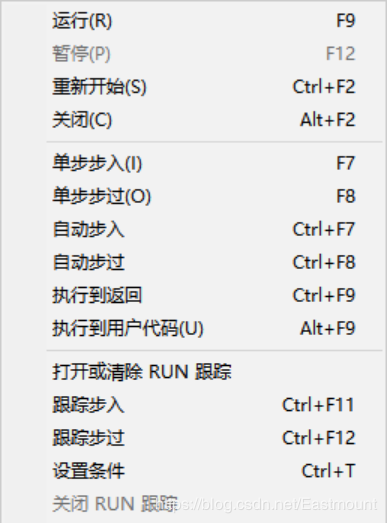 运行(R) F9
暂停(P) F12
重新开始(S) Ctrl+F2
关闭(C) Alt+F2
单步步入(I) F7
单步步过(O) F8
自动步入 Ctrl+F7
自动步过 Ctrl+F8
执行到返回 Ctrl+F9
执行到用户代码(U) Alt+F9
打开或清除 RUN 跟踪
跟踪步入 Ctrl+F11
跟踪步过 Ctrl+F12
设置条件 Ctrl+T
关闭 RUN 跟踪
https://blog.csdn.net/Eastmount